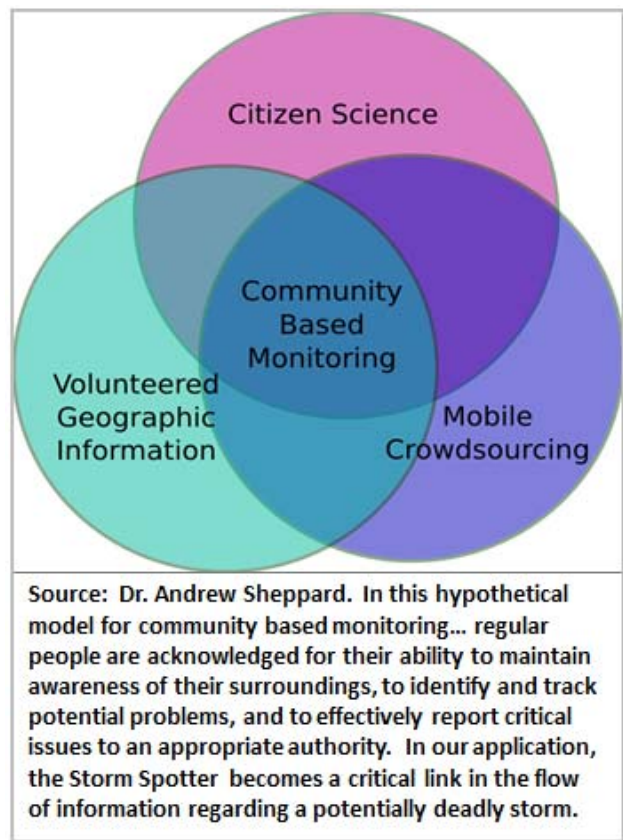 Citizen Science
Community
Based
Monitoring
Volunteered
Geographic
Information
Mobile
Crowdsourcing
Source:  Dr. Andrew Sheppard. In this hypothetical
model for community based monitoring... regular
people are acknowledged for their ability to maintain
awareness of their surroundings, to identify and track
potential problems, and to effectively report critical
issues to an appropriate authority.  In our application,
the Storm Spotter  becomes a critical link in the flow
of information regarding a potentially deadly storm.